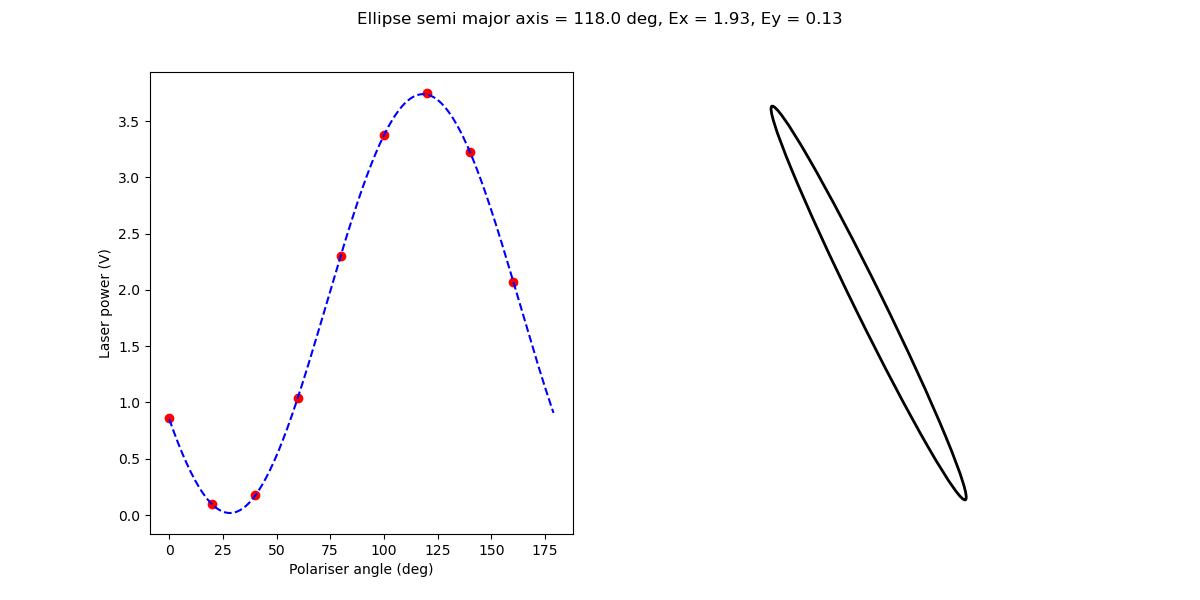 Ellipse semi major axis = 118.0 deg, Ex = 1.93, Ey = 0.13
Laser power (V)
3.5
3.0
2.5
2.0
1.5
1.0
0.5
0.0
0 25 50 75 100 125 150 175
Polariser angle (deg)